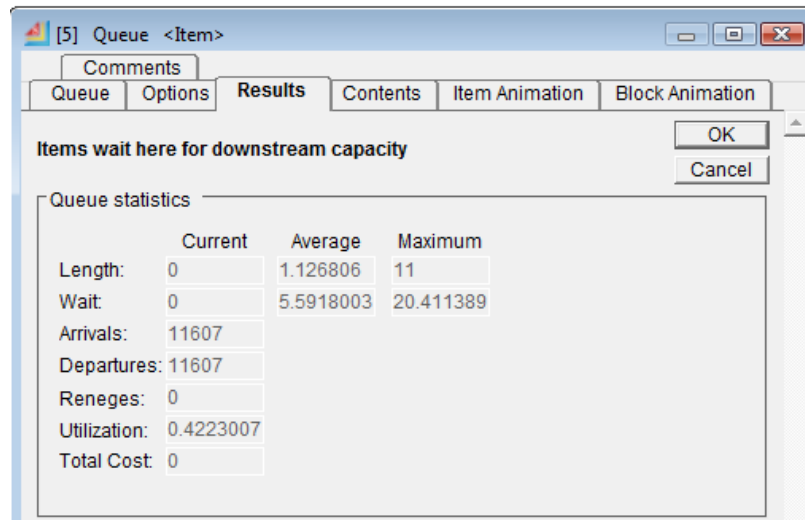 [5] Queue <Item>
Comments
Queue Options Results Contents Item Animation Block Animation
OK
Items wait here for downstream capacity
Cancel
Queue statistics
Current Average Maximum
Length: 0 1.126806 11
Wait: 0 5.5918003 20.411389
Arrivals: 11607
Departures: 11607
Reneges: 0
Utilization: 0.4223007
Total Cost: 0